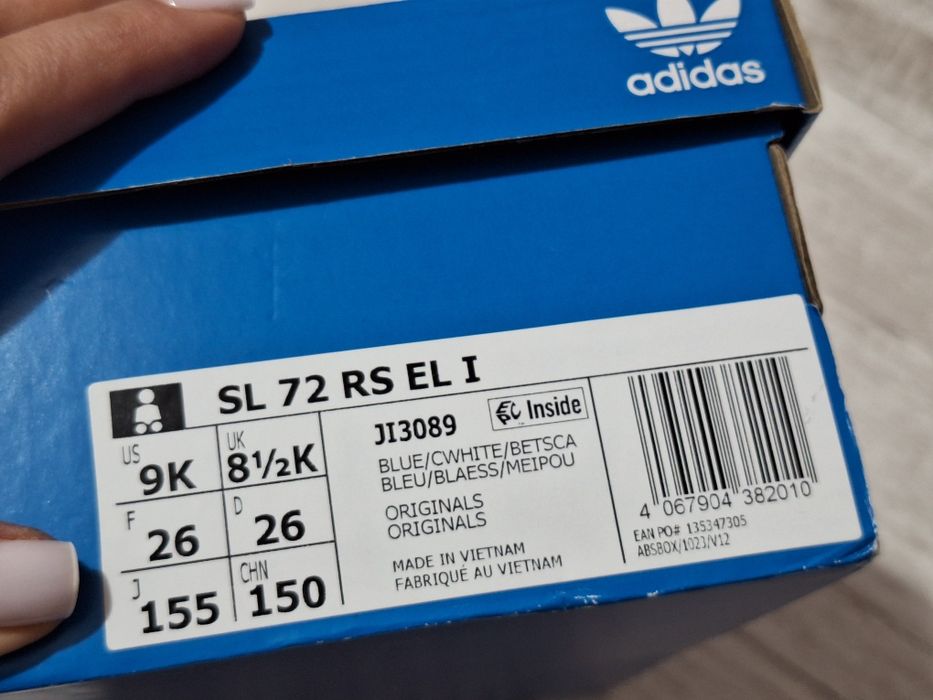 adidas
SL 72 RS EL I
US 9K UK 8½K
F 26 D 26
J 155 CHN 150
JI3089 Inside
BLUE/CWHITE/BETSCA
BLEU/BLAESS/MEIPOU
ORIGINALS
ORIGINALS
MADE IN VIETNAM
FABRIQUÉ AU VIETNAM
4 067904 382010
EAN PO# 135347305
ABSBOX/1023/V12